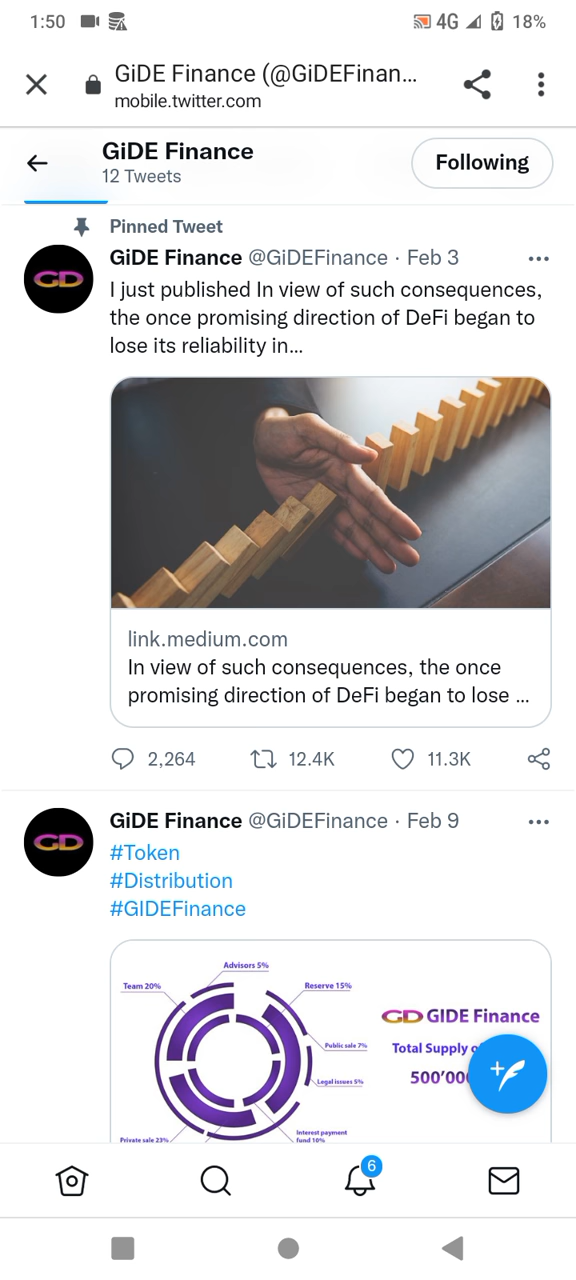 1:50
4G
18%
GiDE Finance (@GiDEFinan...
mobile.twitter.com
GiDE Finance
12 Tweets
Following
Pinned Tweet
GiDE Finance @GiDEFinance · Feb 3
I just published In view of such consequences,
the once promising direction of DeFi began to
lose its reliability in...
link.medium.com
In view of such consequences, the once
promising direction of DeFi began to lose ...
2,264
12.4K
11.3K
GD
GiDE Finance @GiDEFinance · Feb 9
#Token
#Distribution
#GIDEFinance
GD
Advisors 5%
Team 20%
Reserve 15%
GD GIDE Finance
Public sale 7%
Total Supply
500'00
Legal issues 5%
Interest payment
fund 10%
Private sale 23%
6